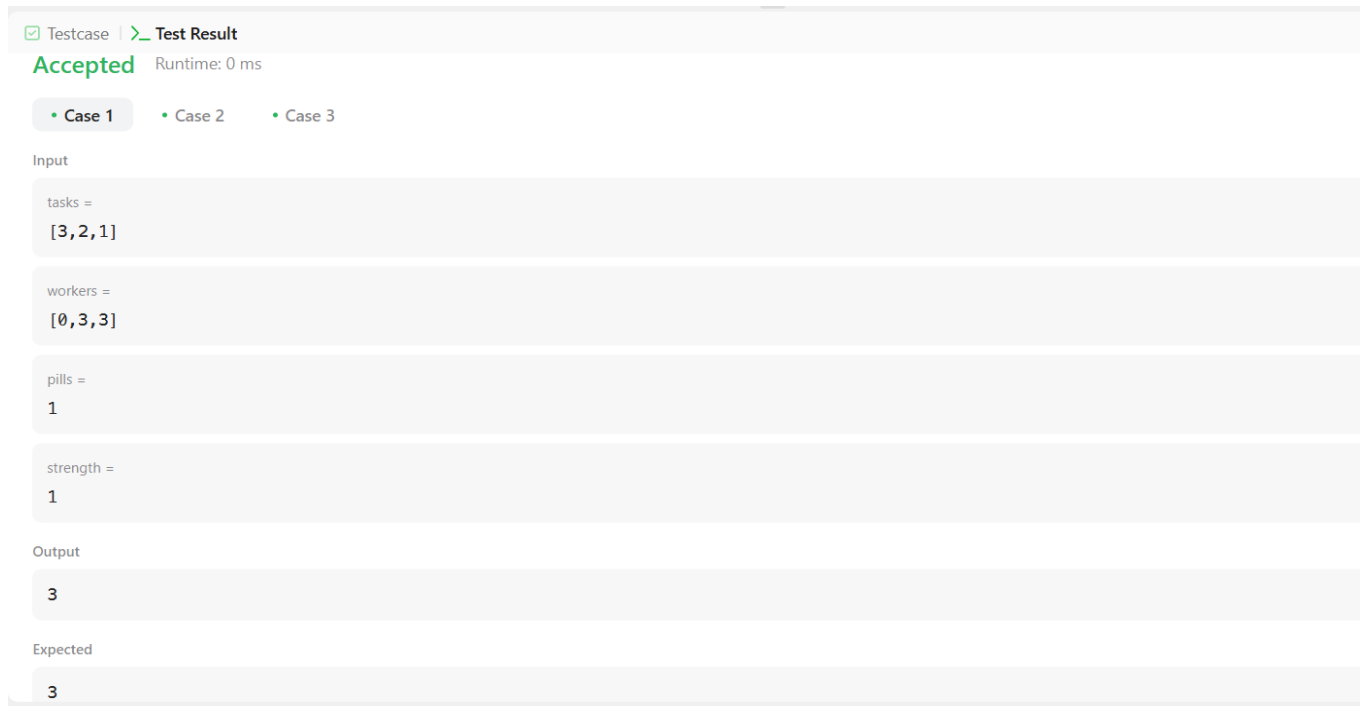 Testcase | >_ Test Result
Accepted Runtime: 0 ms
• Case 1 • Case 2 • Case 3
Input
tasks =
[3,2,1]
workers =
[0,3,3]
pills =
1
strength =
1
Output
3
Expected
3